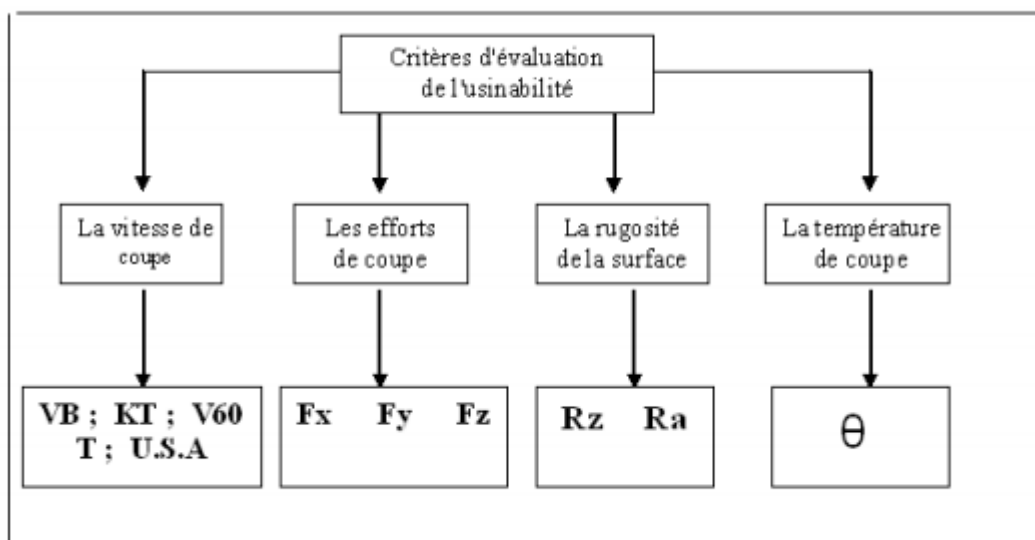 Critères d'évaluation
de l'usinabilité
La vitesse de
coupe
Les efforts
de coupe
La rugosité
de la surface
La température
de coupe
VB ; KT ; V60
T ; U.S.A
Fx Fy Fz
Rz Ra
θ